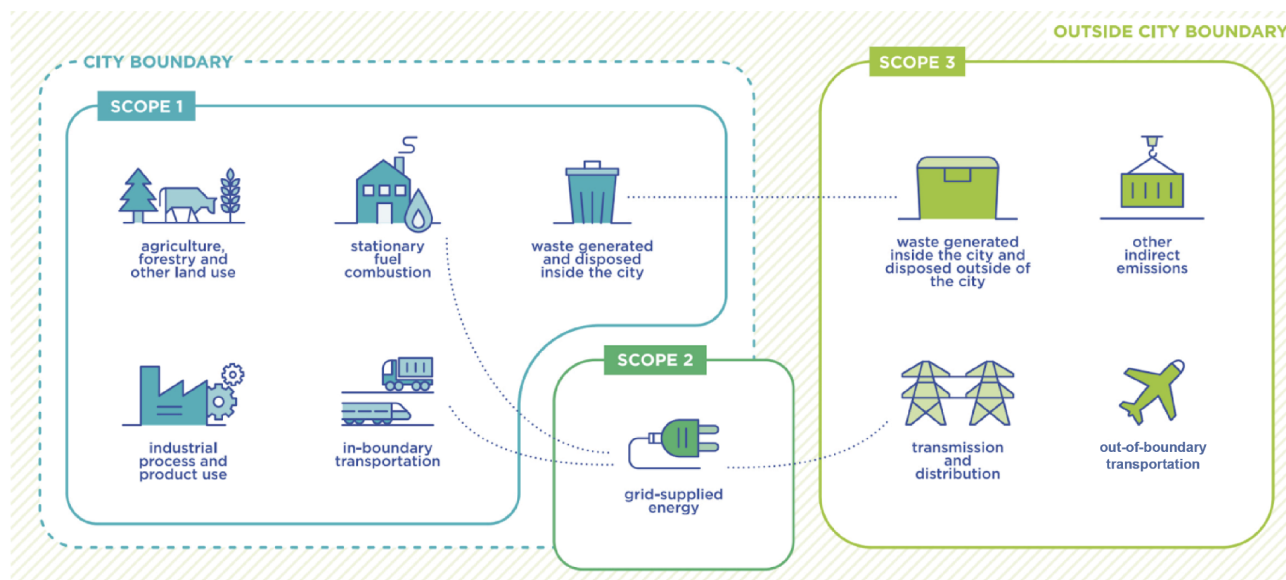 OUTSIDE CITY BOUNDARY
CITY BOUNDARY
SCOPE 3
SCOPE 1
agriculture,
forestry and
other land use
stationary
fuel
combustion
waste generated
and disposed
inside the city
waste generated
inside the city and
disposed outside of
the city
other
indirect
emissions
SCOPE 2
industrial
process and
product use
in-boundary
transportation
grid-supplied
energy
transmission
and
distribution
out-of-boundary
transportation